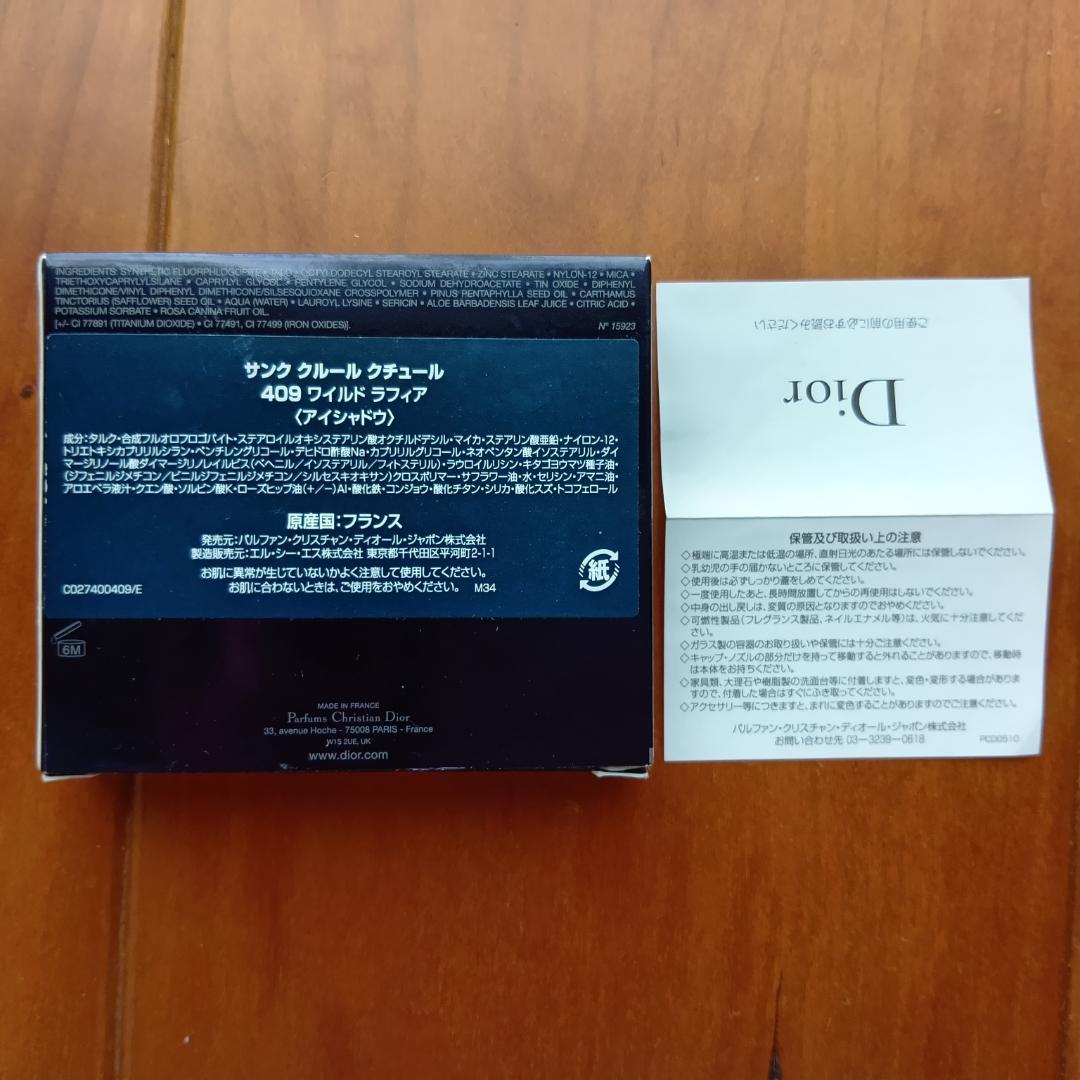 INGREDIENTS: SYNTHETIC FLUORPHLOGOPITE • TALC • OCTYLDODECYL STEAROYL STEARATE • ZINC STEARATE • NYLON-12 • MICA •
TRIETHOXYCAPRYLYLSILANE • CAPRYLYL GLYCOL • PENTYLENE GLYCOL • SODIUM DEHYDROACETATE • TIN OXIDE • DIPHENYL
DIMETHICONE/VINYL DIPHENYL DIMETHICONE/SILSESQUIOXANE CROSSPOLYMER • PINUS PENTAPHYLLA SEED OIL • CARTHAMUS
TINCTORIUS (SAFFLOWER) SEED OIL • AQUA (WATER) • LAUROYL LYSINE • SERICIN • ALOE BARBADENSIS LEAF JUICE • CITRIC ACID •
POTASSIUM SORBATE • ROSA CANINA FRUIT OIL.
[+/- CI 77891 (TITANIUM DIOXIDE) • CI 77491, CI 77499 (IRON OXIDES)].
N° 15923
サンク クルール クチュール
409 ワイルド ラフィア
〈アイシャドウ〉
成分:タルク・合成フルオロフロゴパイト・ステアロイルオキシステアリン酸オクチルドデシル・マイカ・ステアリン酸亜鉛・ナイロン-12・
トリエトキシカプリリルシラン・ペンチレングリコール・デヒドロ酢酸Na・カプリリルグリコール・ネオペンタン酸イソステアリル・ダイ
マージリノール酸ダイマージリノレイルビス(ベヘニル/イソステアリル/フィトステリル)・ラウロイルリシン・キタゴヨウマツ種子油・
(ジフェニルジメチコン/ビニルジフェニルジメチコン/シルセスキオキサン)クロスポリマー・サフラワー油・水・セリシン・アマニ油・
アロエベラ液汁・クエン酸・ソルビン酸K・ローズヒップ油(+/-)Al・酸化鉄・コンジョウ・酸化チタン・シリカ・酸化スズ・トコフェロール
原産国:フランス
発売元:パルファン・クリスチャン・ディオール・ジャポン株式会社
製造販売元:エル・シー・エス株式会社 東京都千代田区平河町2-1-1
お肌に異常が生じていないかよく注意して使用してください。
お肌に合わないときは、ご使用をおやめください。 M34
C027400409/E
紙
6M
MADE IN FRANCE
Parfums Christian Dior
33, avenue Hoche - 75008 PARIS - France
W1S 2UE, UK
www.dior.com
ご使用の前に必ずお読みください
Dior
保管及び取扱い上の注意
◇極端に高温または低温の場所、直射日光のあたる場所には保管しないでください。
◇乳幼児の手の届かないところに保管してください。
◇使用後は必ずしっかり蓋をしめてください。
◇一度使用したあと、長時間放置してからの再使用はしないでください。
◇中身の出し戻しは、変質の原因となりますのでおやめください。
◇可燃性製品(フレグランス製品、ネイルエナメル等)は、火気に十分注意してくだ
さい。
◇ガラス製の容器のお取り扱いや保管には十分ご注意ください。
◇キャップ・ノズルの部分だけを持って移動すると外れることがありますので、移動時
は本体をお持ちください。
◇家具類、大理石や樹脂製の洗面台等に付着しますと、変色・変形する場合がありま
すので、付着した場合はすぐにふき取ってください。
◇アクセサリー等につきますと、まれに変色することがありますのでご注意ください。
パルファン・クリスチャン・ディオール・ジャポン株式会社
お問い合わせ先 03-3239-0618
PCD0510